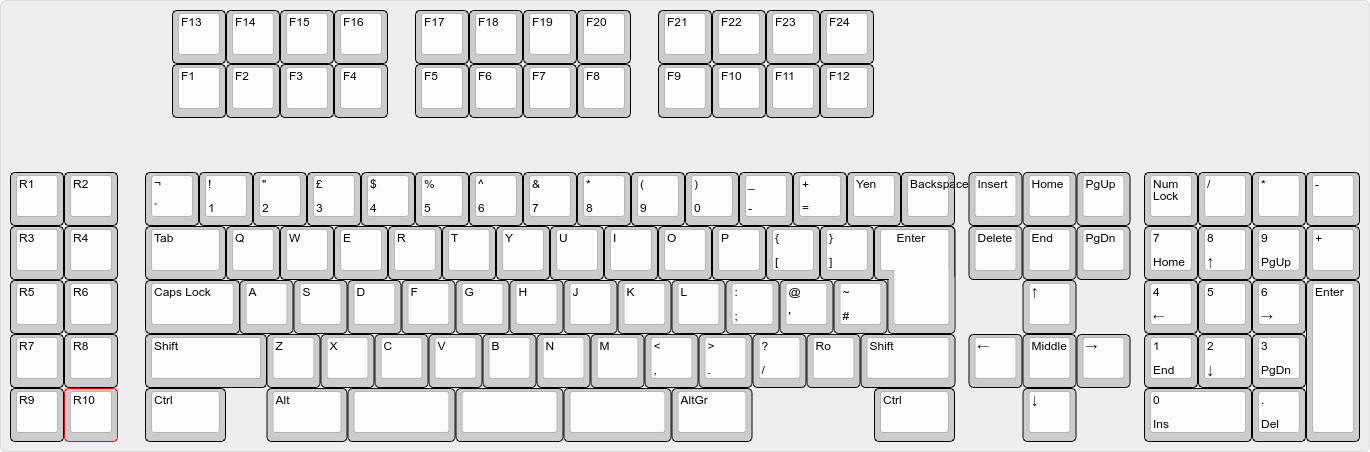 F13 F14 F15 F16 F17 F18 F19 F20 F21 F22 F23 F24
F1 F2 F3 F4 F5 F6 F7 F8 F9 F10 F11 F12
R1 R2 ¬ ! " £ $ % ^ & * ( ) _ + Yen Backspace Insert Home PgUp Num / * -
Lock
` 1 2 3 4 5 6 7 8 9 0 - =
R3 R4 Tab Q W E R T Y U I O P { } Enter Delete End PgDn 7 8 9 +
[ ] Home ↑ PgUp
R5 R6 Caps Lock A S D F G H J K L : @ ~ ↑ 4 5 6 Enter
; ' # ← →
R7 R8 Shift Z X C V B N M < > ? Ro Shift ← Middle → 1 2 3
, . / End ↓ PgDn
R9 R10 Ctrl Alt AltGr Ctrl ↓ 0 .
Ins Del